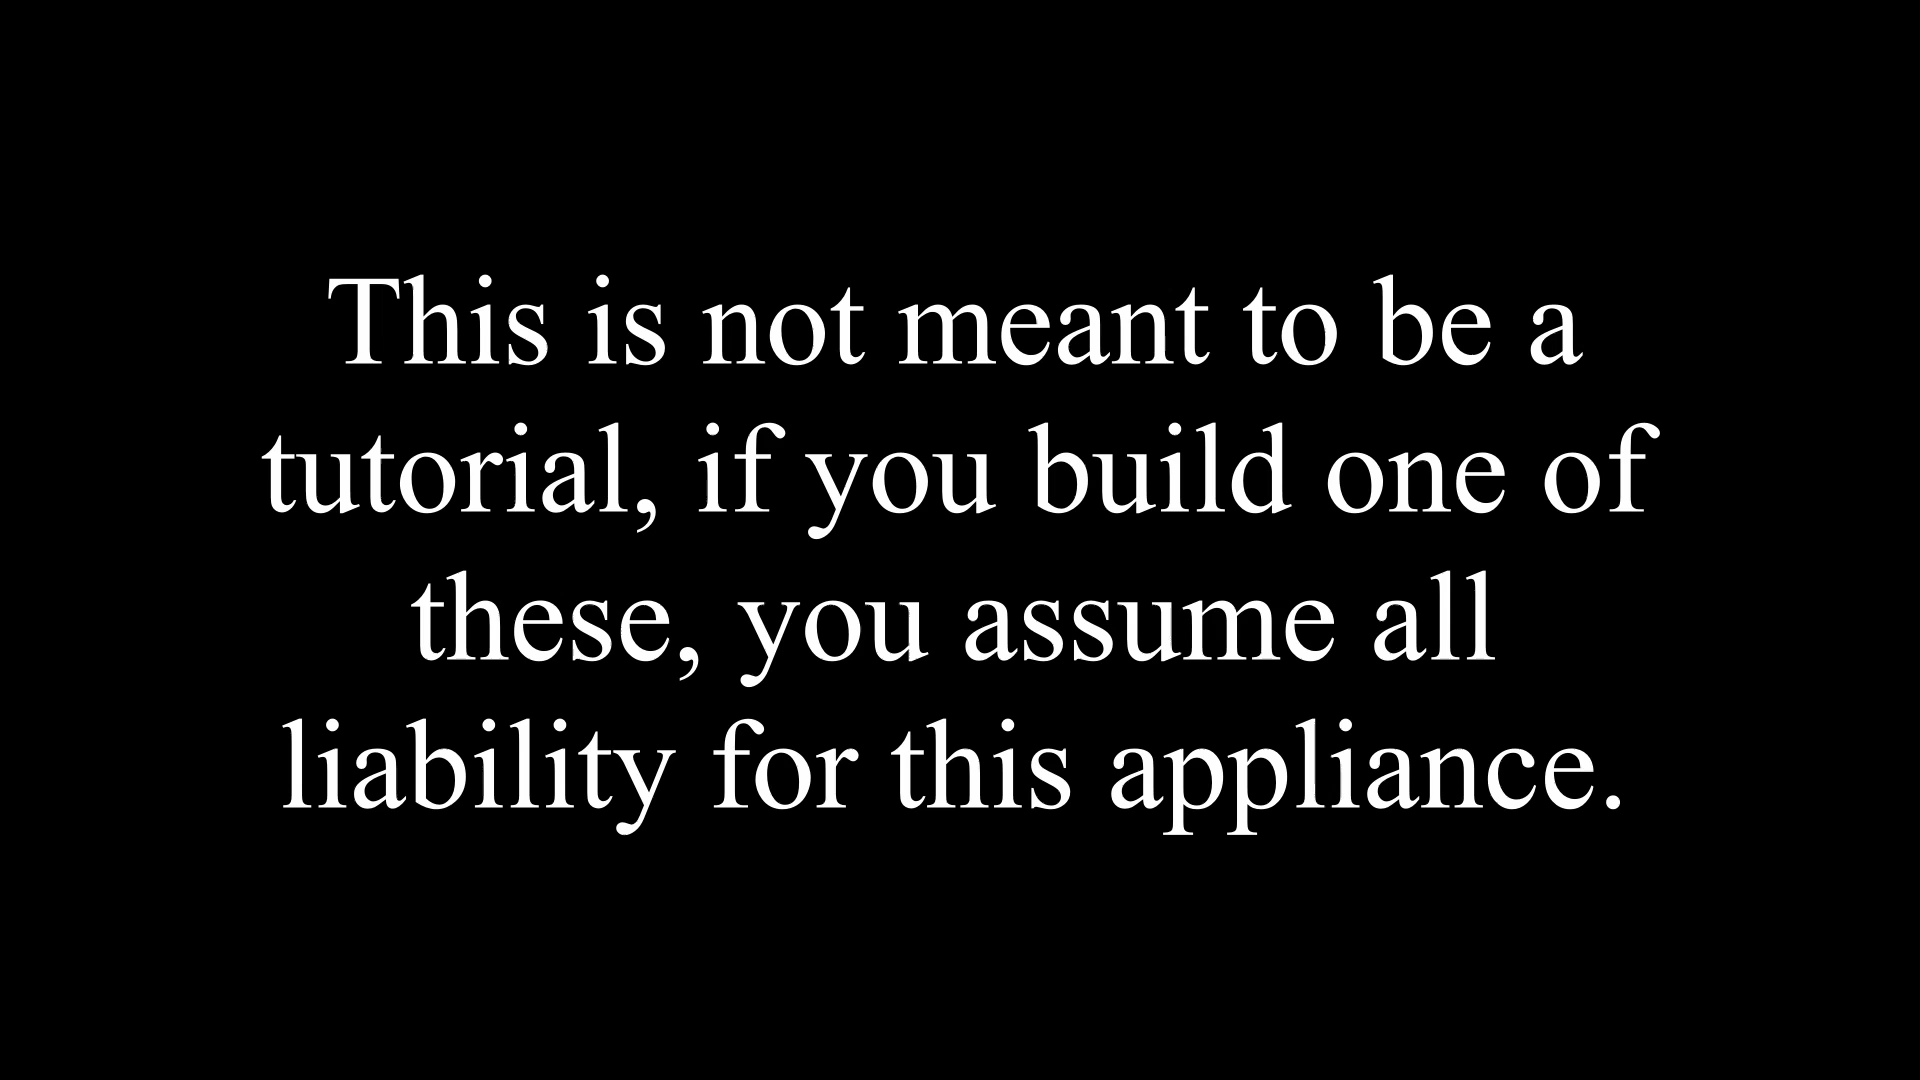 This is not meant to be a
tutorial, if you build one of
these, you assume all
liability for this appliance.